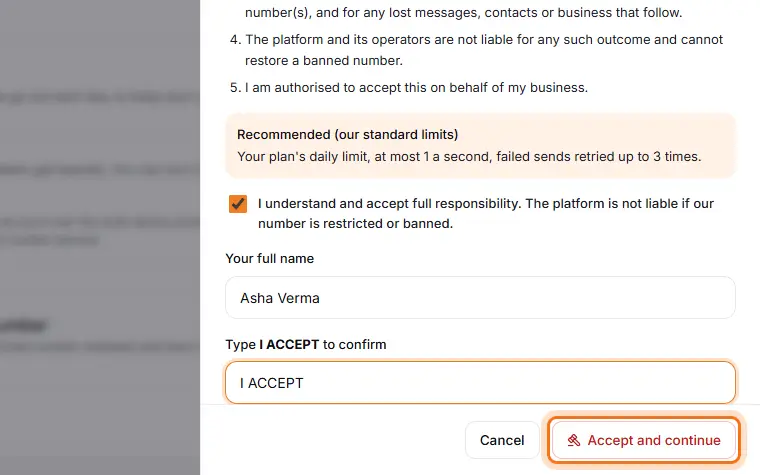 number(s), and for any lost messages, contacts or business that follow.
4. The platform and its operators are not liable for any such outcome and cannot
restore a banned number.
5. I am authorised to accept this on behalf of my business.
Recommended (our standard limits)
Your plan's daily limit, at most 1 a second, failed sends retried up to 3 times.
I understand and accept full responsibility. The platform is not liable if our
number is restricted or banned.
Your full name
Asha Verma
Type I ACCEPT to confirm
I ACCEPT
Cancel
Accept and continue